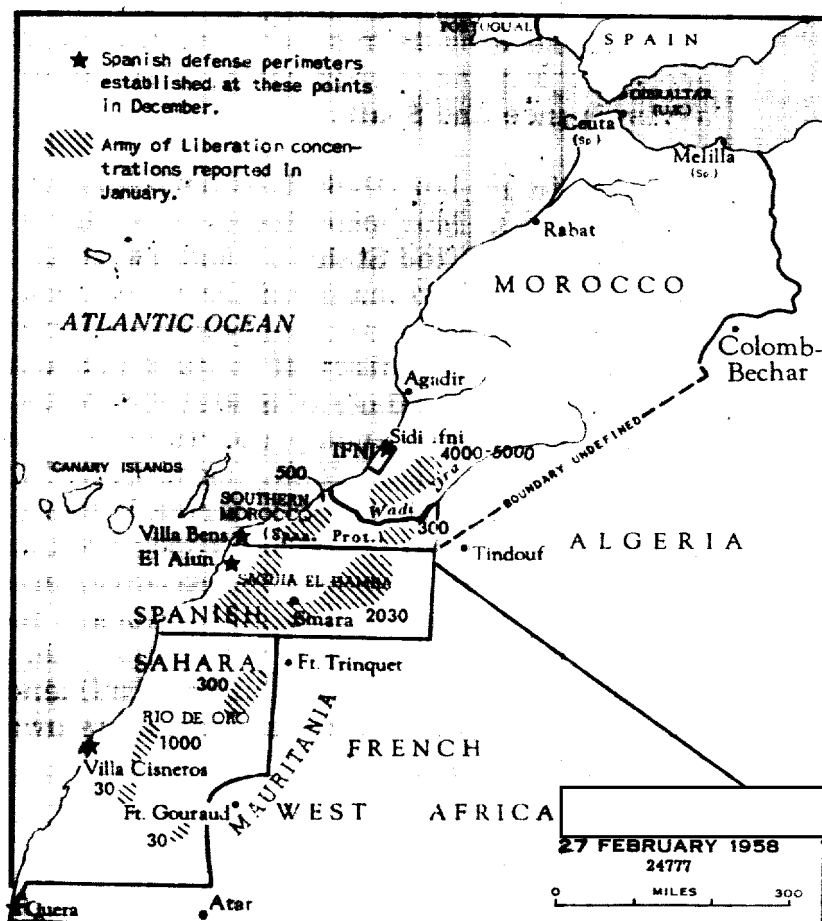 PORTUGUAL
SPAIN
★ Spanish defense perimeters
established at these points
in December.
GIBRALTAR
(U.K.)
Ceuta
(Sp.)
Army of Liberation concen-
trations reported in
January.
Melilla
(Sp.)
Rabat
MOROCCO
ATLANTIC OCEAN
Colomb-
Bechar
Agadir
Sidi Ifni
IFNI
4000-5000
BOUNDARY UNDEFINED
CANARY ISLANDS
500
SOUTHERN
MOROCCO
Wadi
(Span. Prot.)
300
Villa Bens
El Aiun
Tindouf
ALGERIA
SAQUIA EL HAMRA
SPANISH
Smara
2030
SAHARA
Ft. Trinquet
300
RIO DE ORO
1000
MAURITANIA
FRENCH
Villa Cisneros
30
Ft. Gouraud
WEST AFRICA
30
27 FEBRUARY 1958
24777
0 MILES 300
Guera
Atar